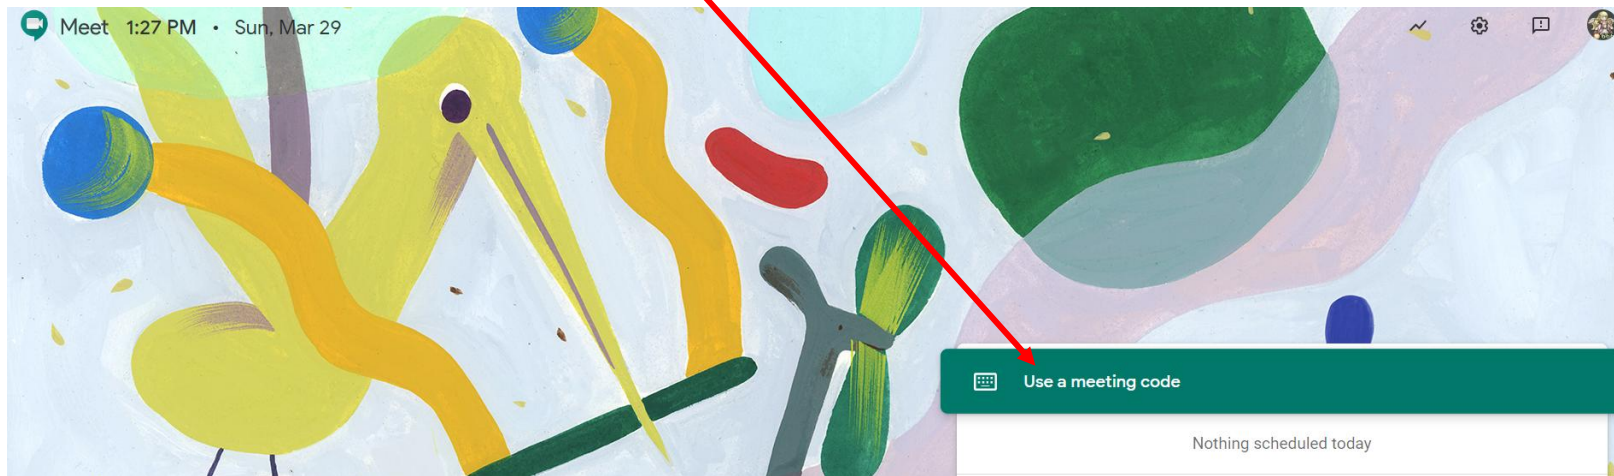 Meet 1:27 PM • Sun, Mar 29
Use a meeting code
Nothing scheduled today